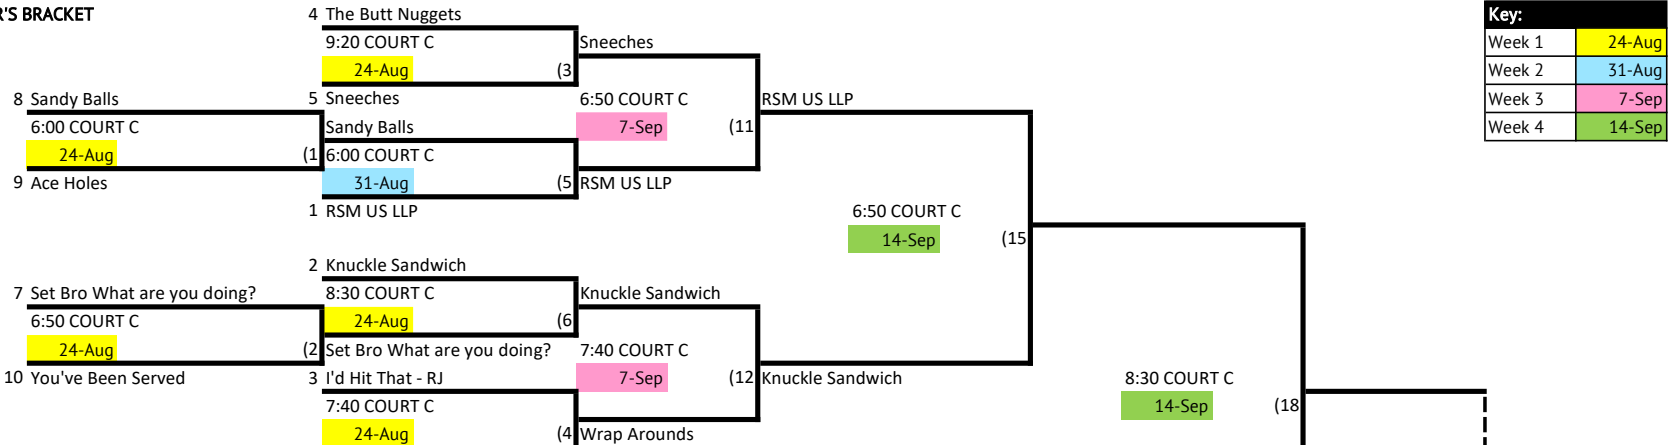 'S BRACKET
4 The Butt Nuggets
Key:
9:20 COURT C
Sneeches
Week 1 24-Aug
24-Aug (3
Week 2 31-Aug
8 Sandy Balls
5 Sneeches
6:50 COURT C
RSM US LLP
Week 3 7-Sep
6:00 COURT C
Sandy Balls
7-Sep (11
Week 4 14-Sep
24-Aug (1
6:00 COURT C
9 Ace Holes
31-Aug (5
RSM US LLP
1 RSM US LLP
6:50 COURT C
14-Sep (15
2 Knuckle Sandwich
7 Set Bro What are you doing?
8:30 COURT C
Knuckle Sandwich
6:50 COURT C
24-Aug (6
24-Aug (2
Set Bro What are you doing?
7:40 COURT C
10 You've Been Served
3 I'd Hit That - RJ
7-Sep (12
Knuckle Sandwich
8:30 COURT C
7:40 COURT C
14-Sep (18
24-Aug (4
Wrap Arounds